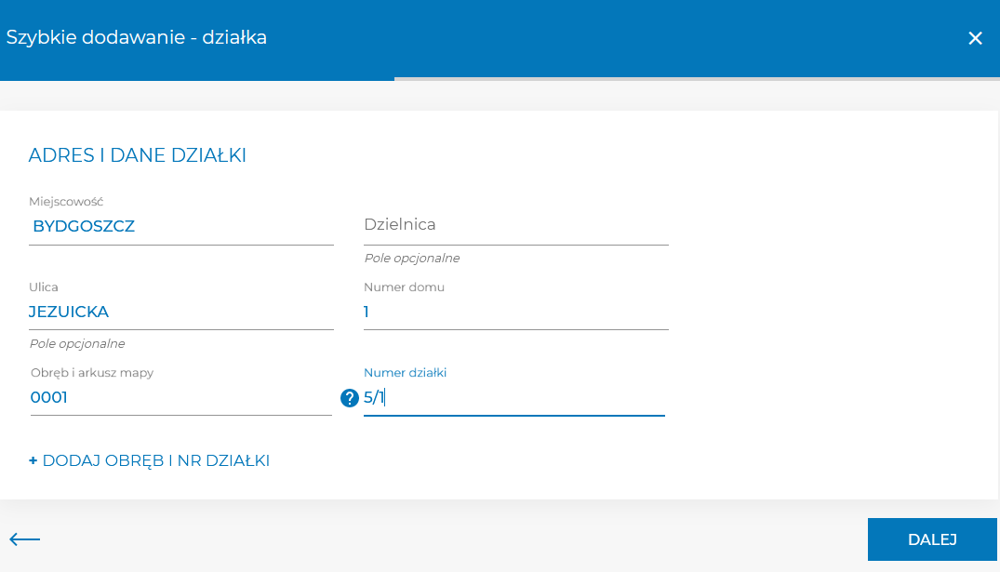 Szybkie dodawanie - działka
ADRES I DANE DZIAŁKI
Miejscowość
BYDGOSZCZ
Dzielnica
Pole opcjonalne
Ulica
JEZUICKA
Pole opcjonalne
Numer domu
1
Obręb i arkusz mapy
0001
?
Numer działki
5/1
+ DODAJ OBRĘB I NR DZIAŁKI
DALEJ